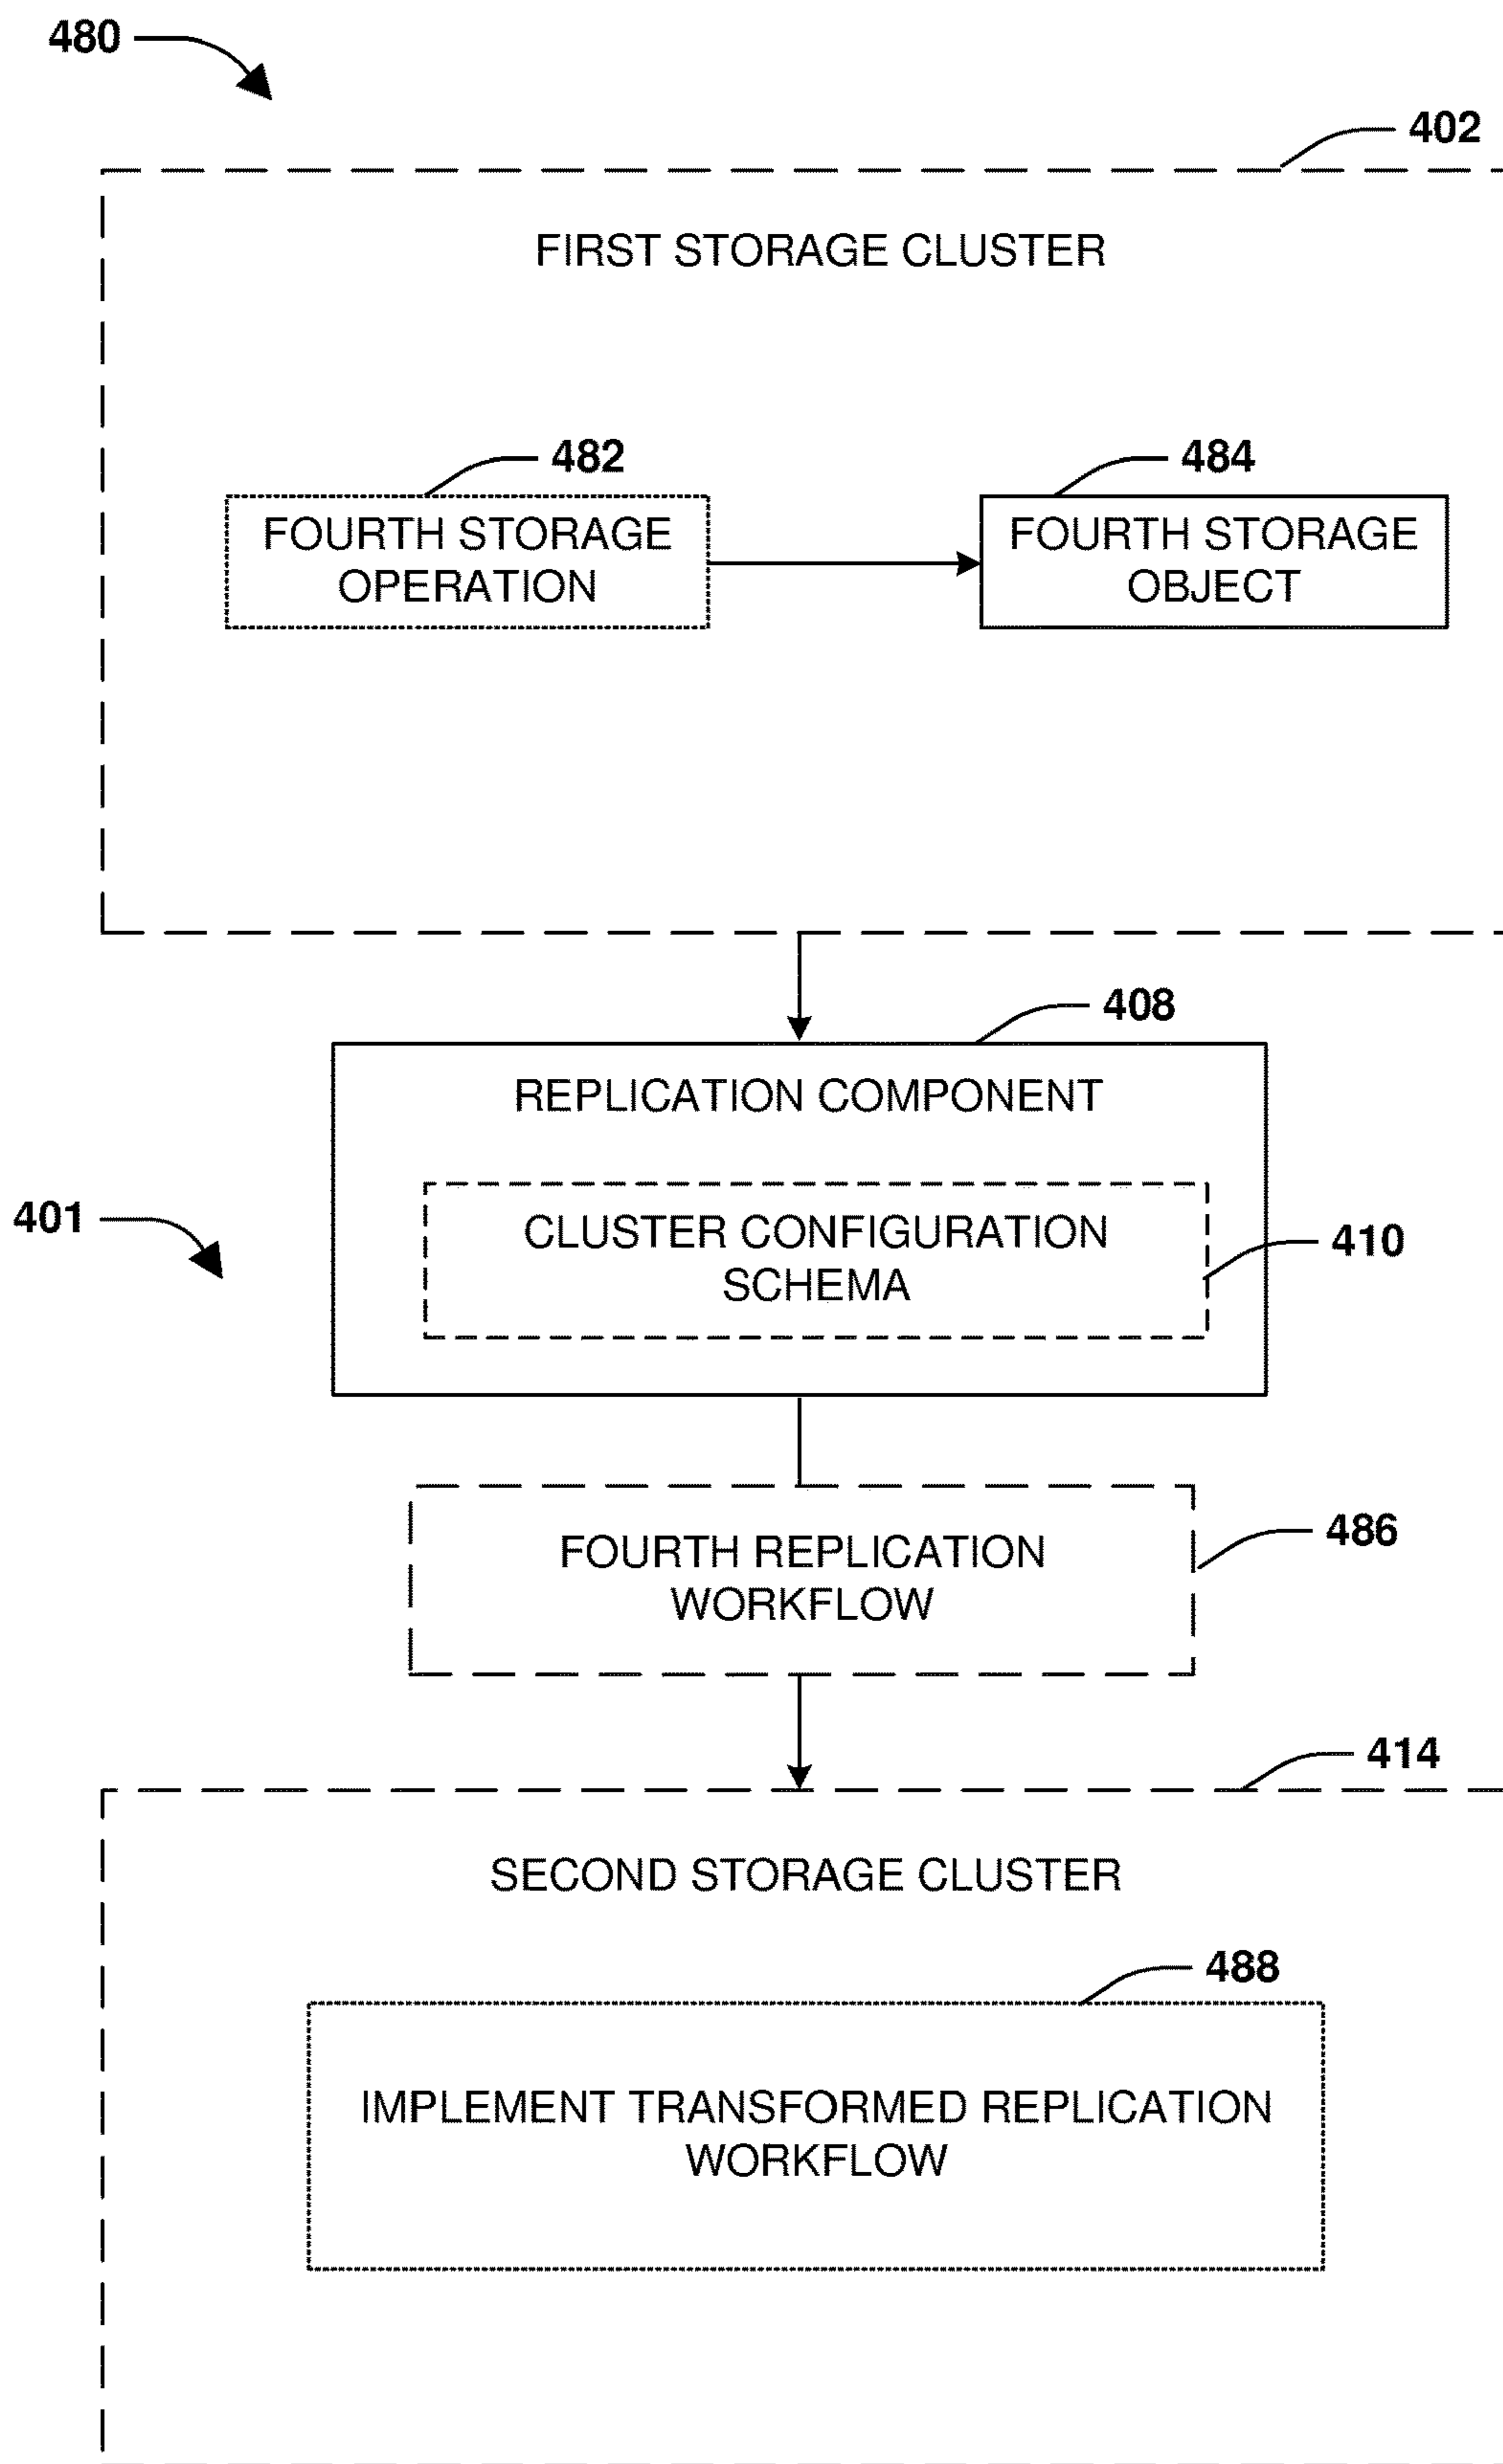 480
402
FIRST STORAGE CLUSTER
482
484
FOURTH STORAGE
OPERATION
FOURTH STORAGE
OBJECT
408
REPLICATION COMPONENT
401
CLUSTER CONFIGURATION
SCHEMA
410
FOURTH REPLICATION
WORKFLOW
486
414
SECOND STORAGE CLUSTER
488
IMPLEMENT TRANSFORMED REPLICATION
WORKFLOW